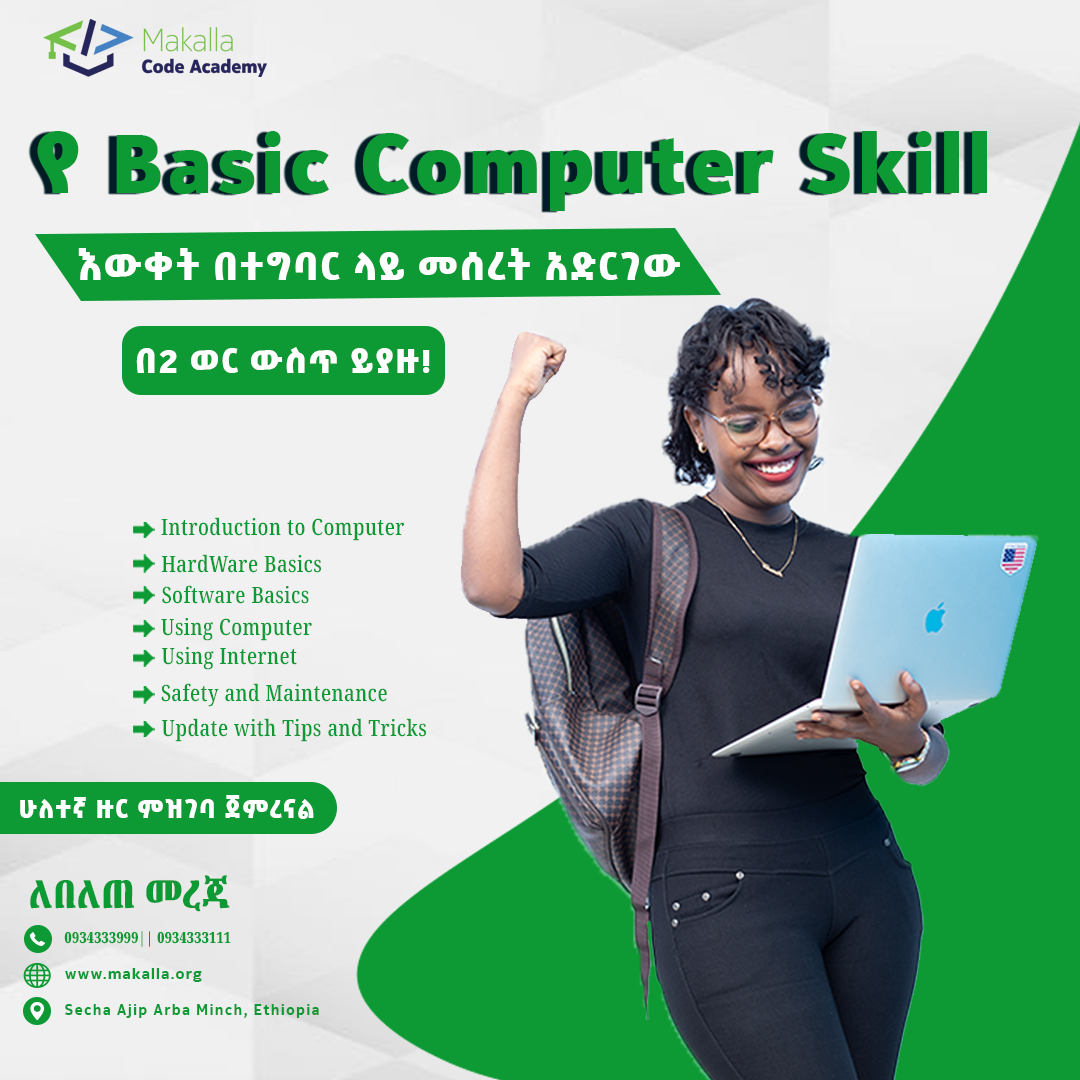 Makalla
Code Academy
የ Basic Computer Skill
እውቀት በተግባር ላይ መሰረት አድርገው
በ2 ወር ውስጥ ይያዙ!
Introduction to Computer
HardWare Basics
Software Basics
Using Computer
Using Internet
Safety and Maintenance
Update with Tips and Tricks
ሁለተኛ ዙር ምዝገባ ጀምረናል
ለበለጠ መረጃ
0934333999|| 0934333111
www.makalla.org
Secha Ajip Arba Minch, Ethiopia